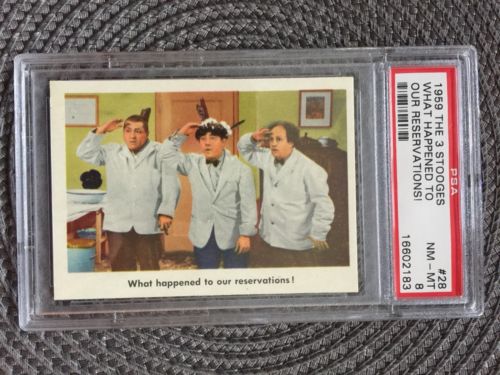 What happened to our reservations!
1959 THE 3 STOOGES
WHAT HAPPENED TO
OUR RESERVATIONS!
PSA
#28
NM - MT 8
16602183